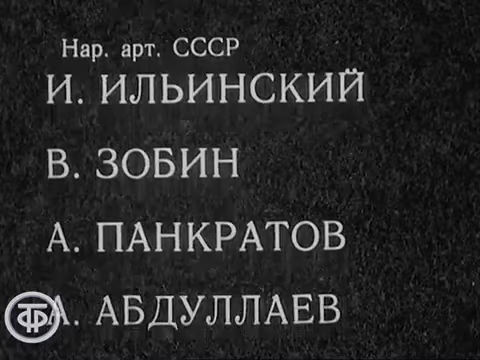 Нар. арт. СССР
И. ИЛЬИНСКИЙ
В. ЗОБИН
А. ПАНКРАТОВ
А. АБДУЛЛАЕВ